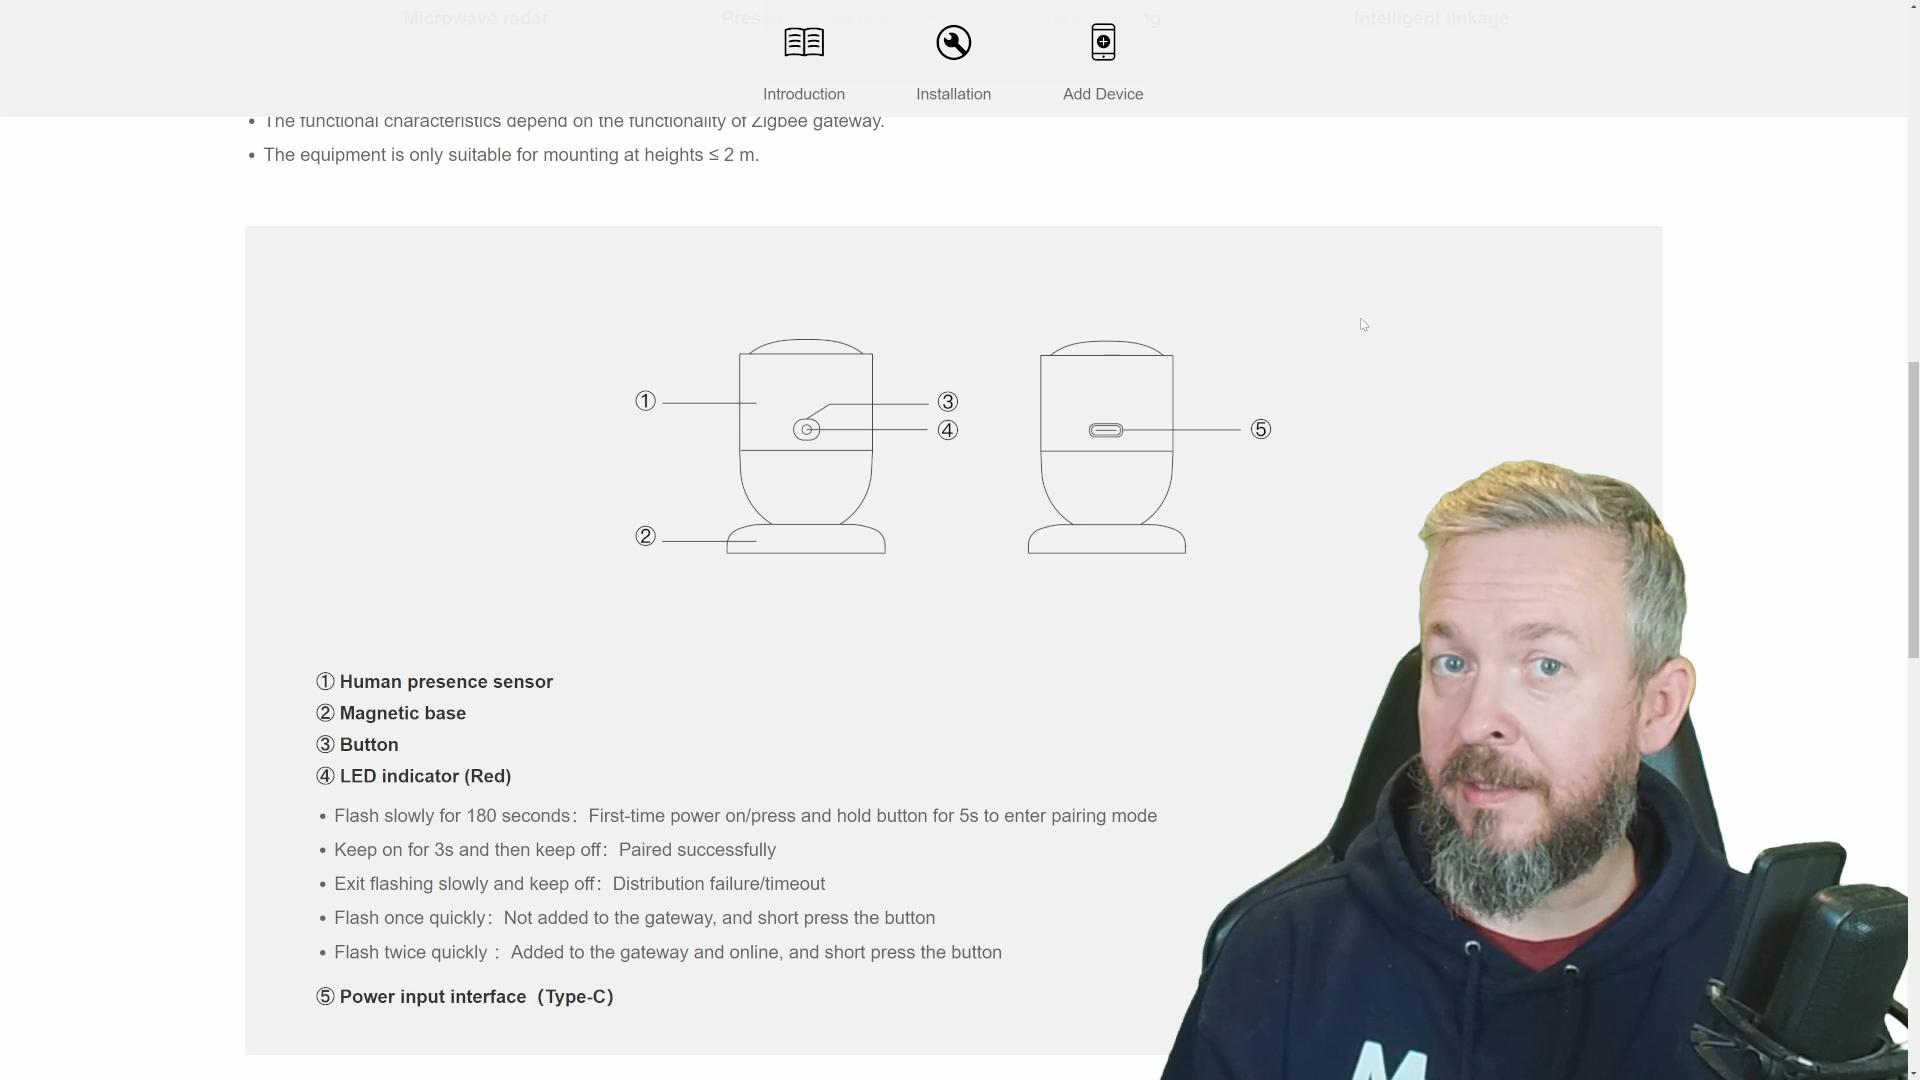 Microwave radar
Intelligent linkage
Introduction
Installation
Add Device
The functional characteristics depend on the functionality of Zigbee gateway.
The equipment is only suitable for mounting at heights ≤ 2 m.
① ③
④ ⑤
②
① Human presence sensor
② Magnetic base
③ Button
④ LED indicator (Red)
• Flash slowly for 180 seconds：First-time power on/press and hold button for 5s to enter pairing mode
• Keep on for 3s and then keep off：Paired successfully
• Exit flashing slowly and keep off：Distribution failure/timeout
• Flash once quickly：Not added to the gateway, and short press the button
• Flash twice quickly ：Added to the gateway and online, and short press the button
⑤ Power input interface（Type-C）